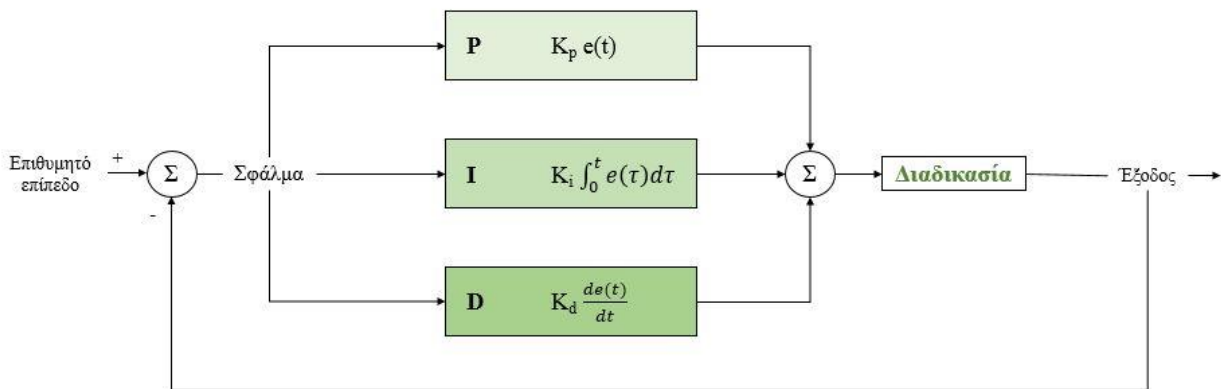 P K_p e(t)
Επιθυμητό
επίπεδο
+
-
Σ
Σφάλμα
I K_i ∫_0^t e(τ)dτ
Σ
Διαδικασία
Έξοδος
D K_d de(t)/dt